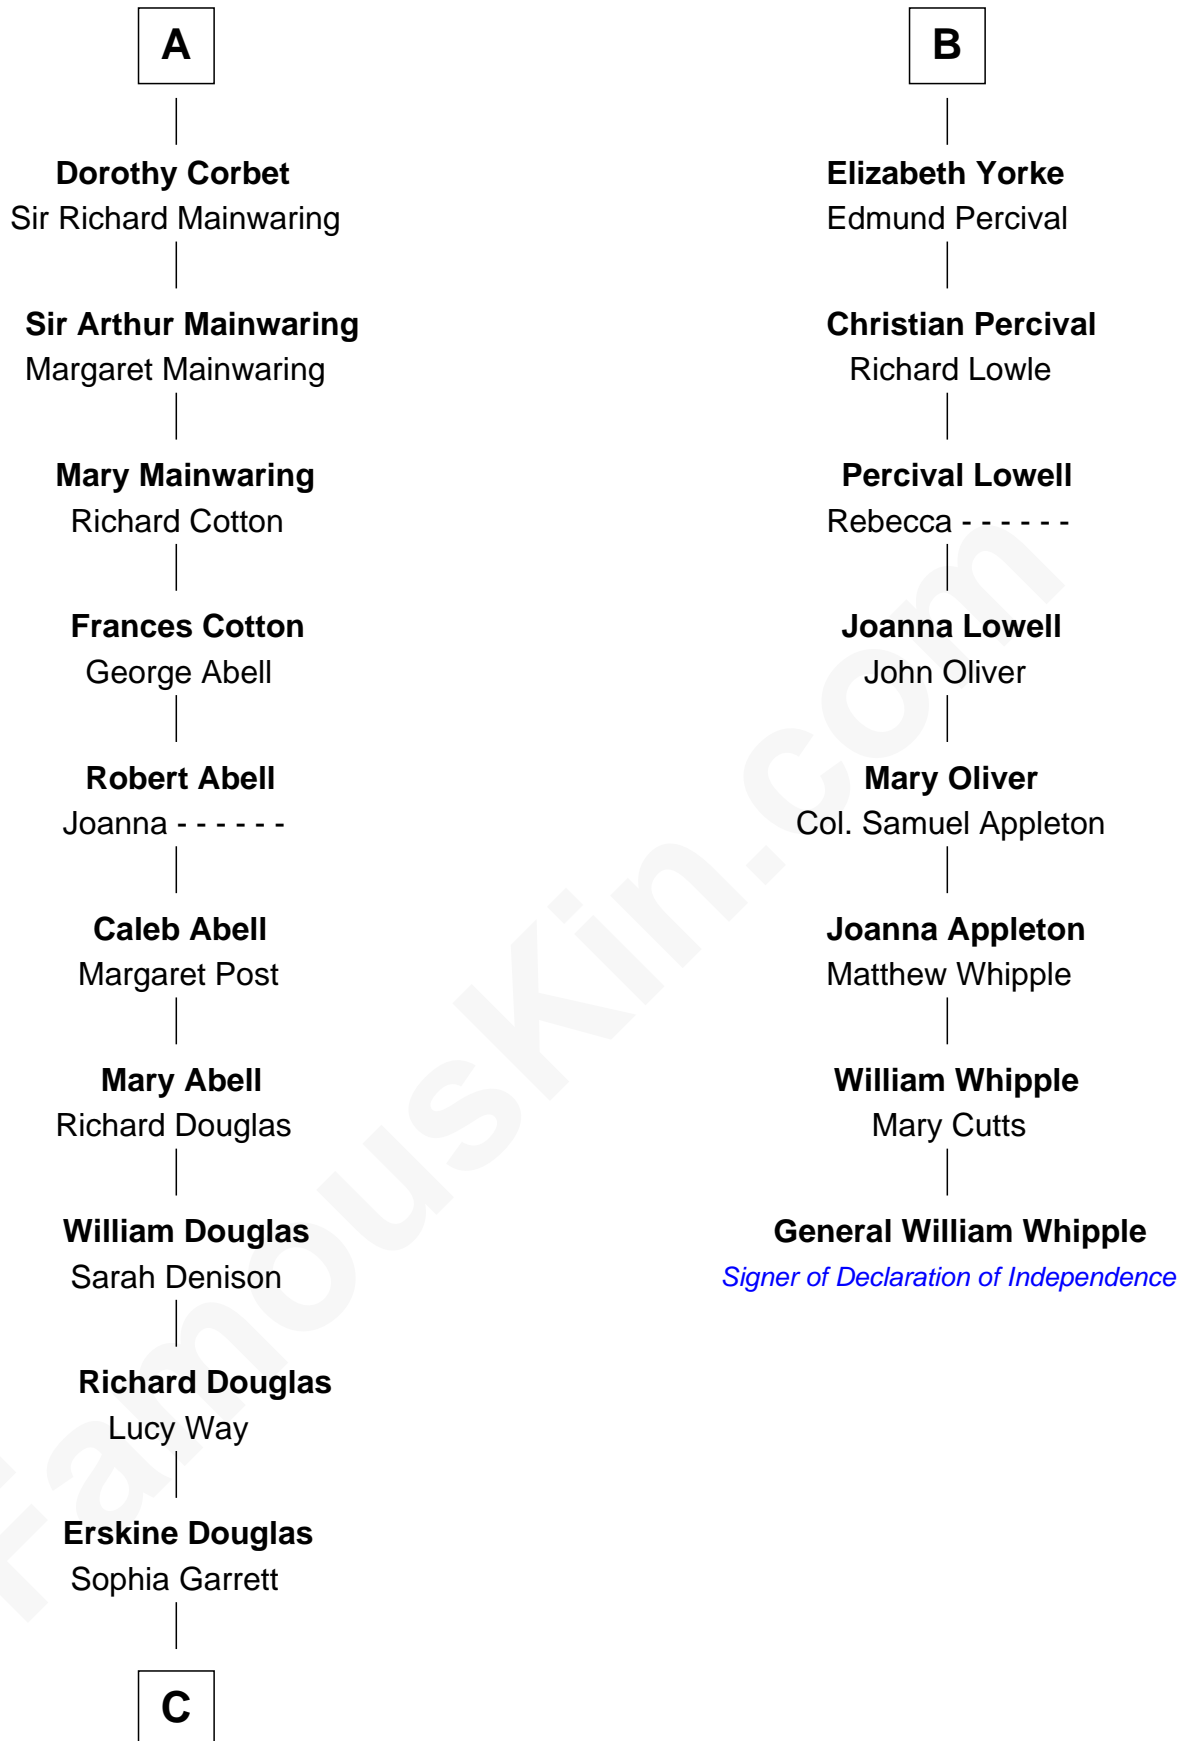 A
Dorothy Corbet
Sir Richard Mainwaring
Sir Arthur Mainwaring
Margaret Mainwaring
Mary Mainwaring
Richard Cotton
Frances Cotton
George Abell
Robert Abell
Joanna - - - - - -
Caleb Abell
Margaret Post
Mary Abell
Richard Douglas
William Douglas
Sarah Denison
Richard Douglas
Lucy Way
Erskine Douglas
Sophia Garrett
C
B
Elizabeth Yorke
Edmund Percival
Christian Percival
Richard Lowle
Percival Lowell
Rebecca - - - - - -
Joanna Lowell
John Oliver
Mary Oliver
Col. Samuel Appleton
Joanna Appleton
Matthew Whipple
William Whipple
Mary Cutts
General William Whipple
Signer of Declaration of Independence
FamousKin.com